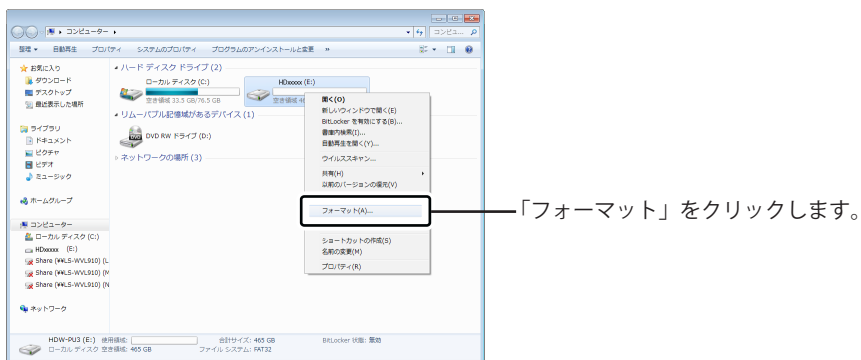 コンピューター
コンピュ...
整理
自動再生
プロパティ
システムのプロパティ
プログラムのアンインストールと変更
»
お気に入り
ダウンロード
デスクトップ
最近表示した場所
ライブラリ
ドキュメント
ピクチャ
ビデオ
ミュージック
ホームグループ
コンピューター
ローカル ディスク (C:)
HDxxxxx (E:)
Share (¥¥LS-WVL910) (L
Share (¥¥LS-WVL910) (M
Share (¥¥LS-WVL910) (N
ネットワーク
ハード ディスク ドライブ (2)
ローカル ディスク (C:)
空き領域 33.5 GB/76.5 GB
HDxxxxx (E:)
空き領域 46
リムーバブル記憶域があるデバイス (1)
DVD RW ドライブ (D:)
ネットワークの場所 (3)
開く(O)
新しいウィンドウで開く(E)
BitLocker を有効にする(B)...
書庫内検索(I)...
自動再生を開く(Y)...
ウイルススキャン...
共有(H)
以前のバージョンの復元(V)
フォーマット(A)...
ショートカットの作成(S)
名前の変更(M)
プロパティ(R)
「フォーマット」をクリックします。
HDW-PU3 (E:) 使用領域: 合計サイズ: 465 GB BitLocker 状態: 無効
ローカル ディスク 空き領域: 465 GB ファイル システム: FAT32